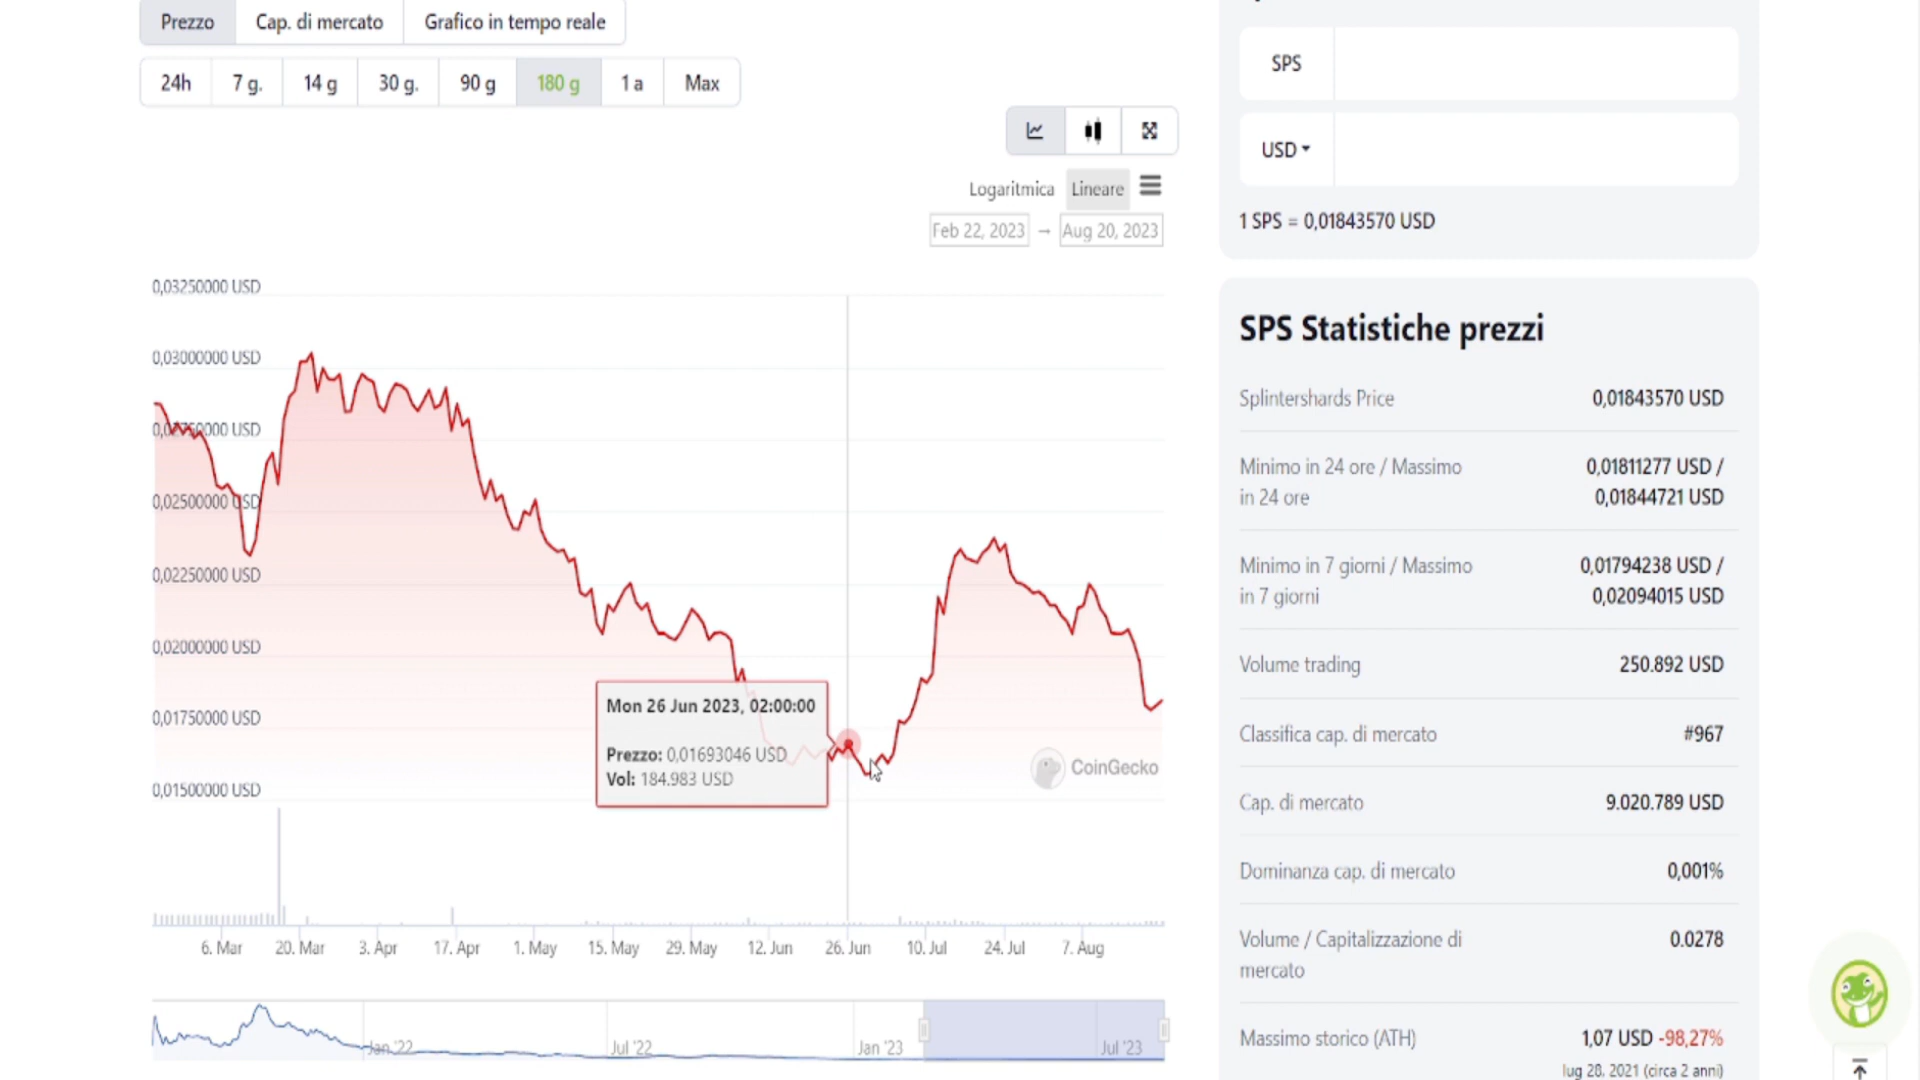 Prezzo Cap. di mercato Grafico in tempo reale
24h 7 g. 14 g 30 g. 90 g 180 g 1 a Max
Logaritmica Lineare
Feb 22, 2023 → Aug 20, 2023
0,03250000 USD
0,03000000 USD
0,02750000 USD
0,02500000 USD
0,02250000 USD
0,02000000 USD
0,01750000 USD
0,01500000 USD
Mon 26 Jun 2023, 02:00:00
Prezzo: 0,01693046 USD
Vol: 184.983 USD
CoinGecko
6. Mar 20. Mar 3. Apr 17. Apr 1. May 15. May 29. May 12. Jun 26. Jun 10. Jul 24. Jul 7. Aug
Jan '22 Jul '22 Jan '23 Jul '23
SPS
USD
1 SPS = 0,01843570 USD
SPS Statistiche prezzi
Splintershards Price 0,01843570 USD
Minimo in 24 ore / Massimo 0,01811277 USD /
in 24 ore 0,01844721 USD
Minimo in 7 giorni / Massimo 0,01794238 USD /
in 7 giorni 0,02094015 USD
Volume trading 250.892 USD
Classifica cap. di mercato #967
Cap. di mercato 9.020.789 USD
Dominanza cap. di mercato 0,001%
Volume / Capitalizzazione di 0.0278
mercato
Massimo storico (ATH) 1,07 USD -98,27%
lug 28, 2021 (circa 2 anni)